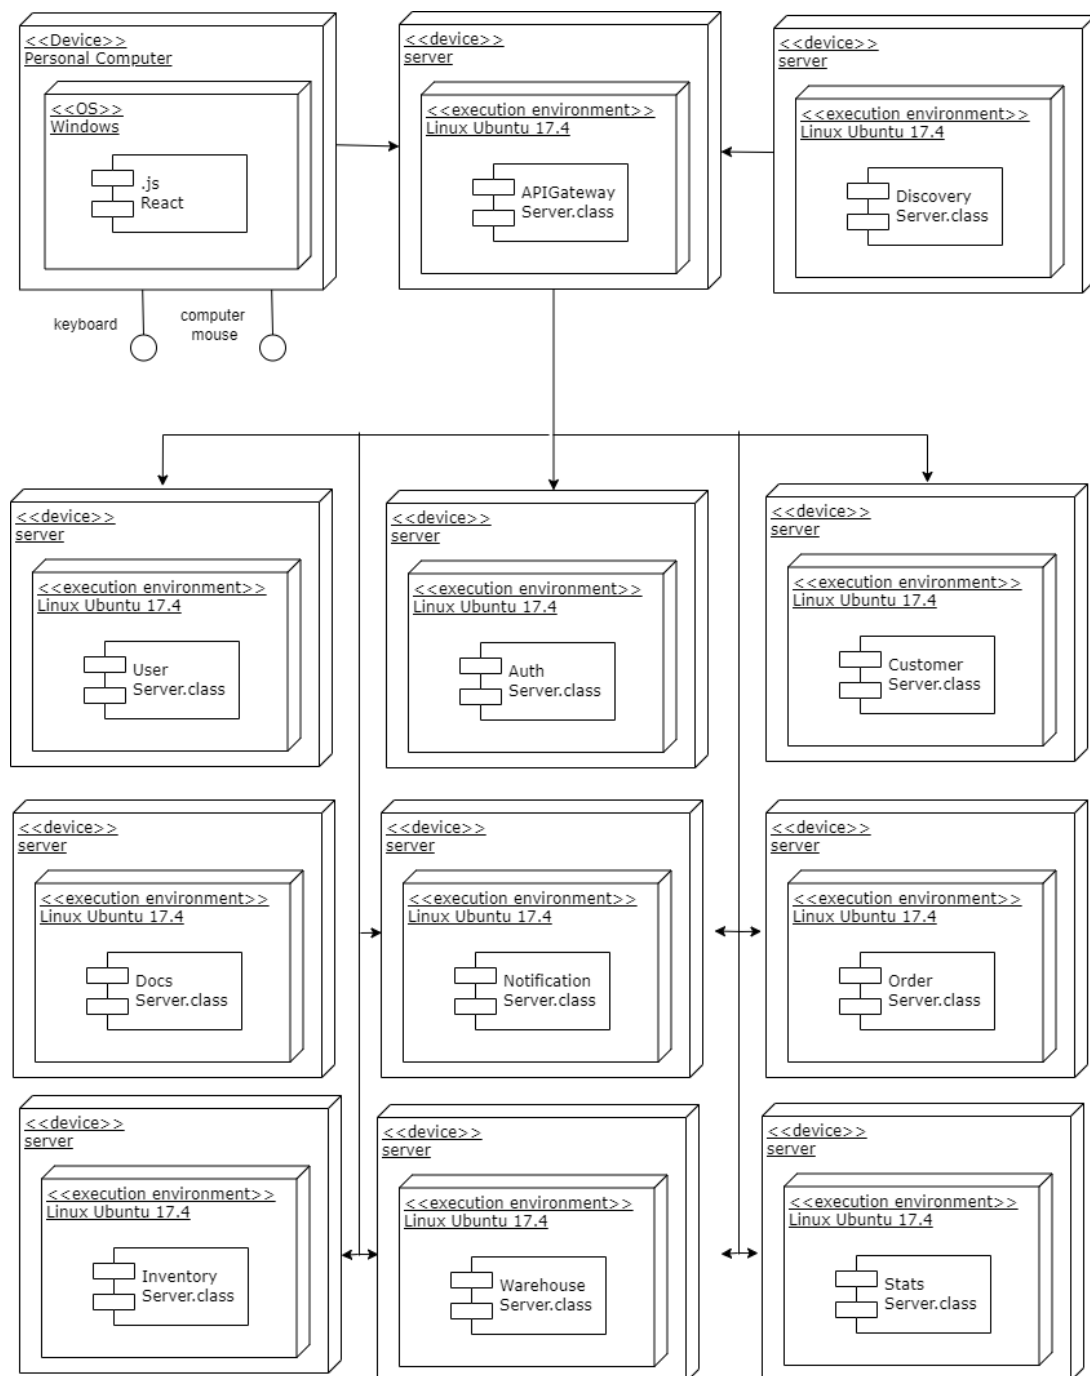 <<Device>>
Personal Computer
<<OS>>
Windows
.js
React
keyboard
computer
mouse
<<device>>
server
<<execution environment>>
Linux Ubuntu 17.4
APIGateway
Server.class
<<device>>
server
<<execution environment>>
Linux Ubuntu 17.4
Discovery
Server.class
<<device>>
server
<<execution environment>>
Linux Ubuntu 17.4
User
Server.class
<<device>>
server
<<execution environment>>
Linux Ubuntu 17.4
Auth
Server.class
<<device>>
server
<<execution environment>>
Linux Ubuntu 17.4
Customer
Server.class
<<device>>
server
<<execution environment>>
Linux Ubuntu 17.4
Docs
Server.class
<<device>>
server
<<execution environment>>
Linux Ubuntu 17.4
Notification
Server.class
<<device>>
server
<<execution environment>>
Linux Ubuntu 17.4
Order
Server.class
<<device>>
server
<<execution environment>>
Linux Ubuntu 17.4
Inventory
Server.class
<<device>>
server
<<execution environment>>
Linux Ubuntu 17.4
Warehouse
Server.class
<<device>>
server
<<execution environment>>
Linux Ubuntu 17.4
Stats
Server.class